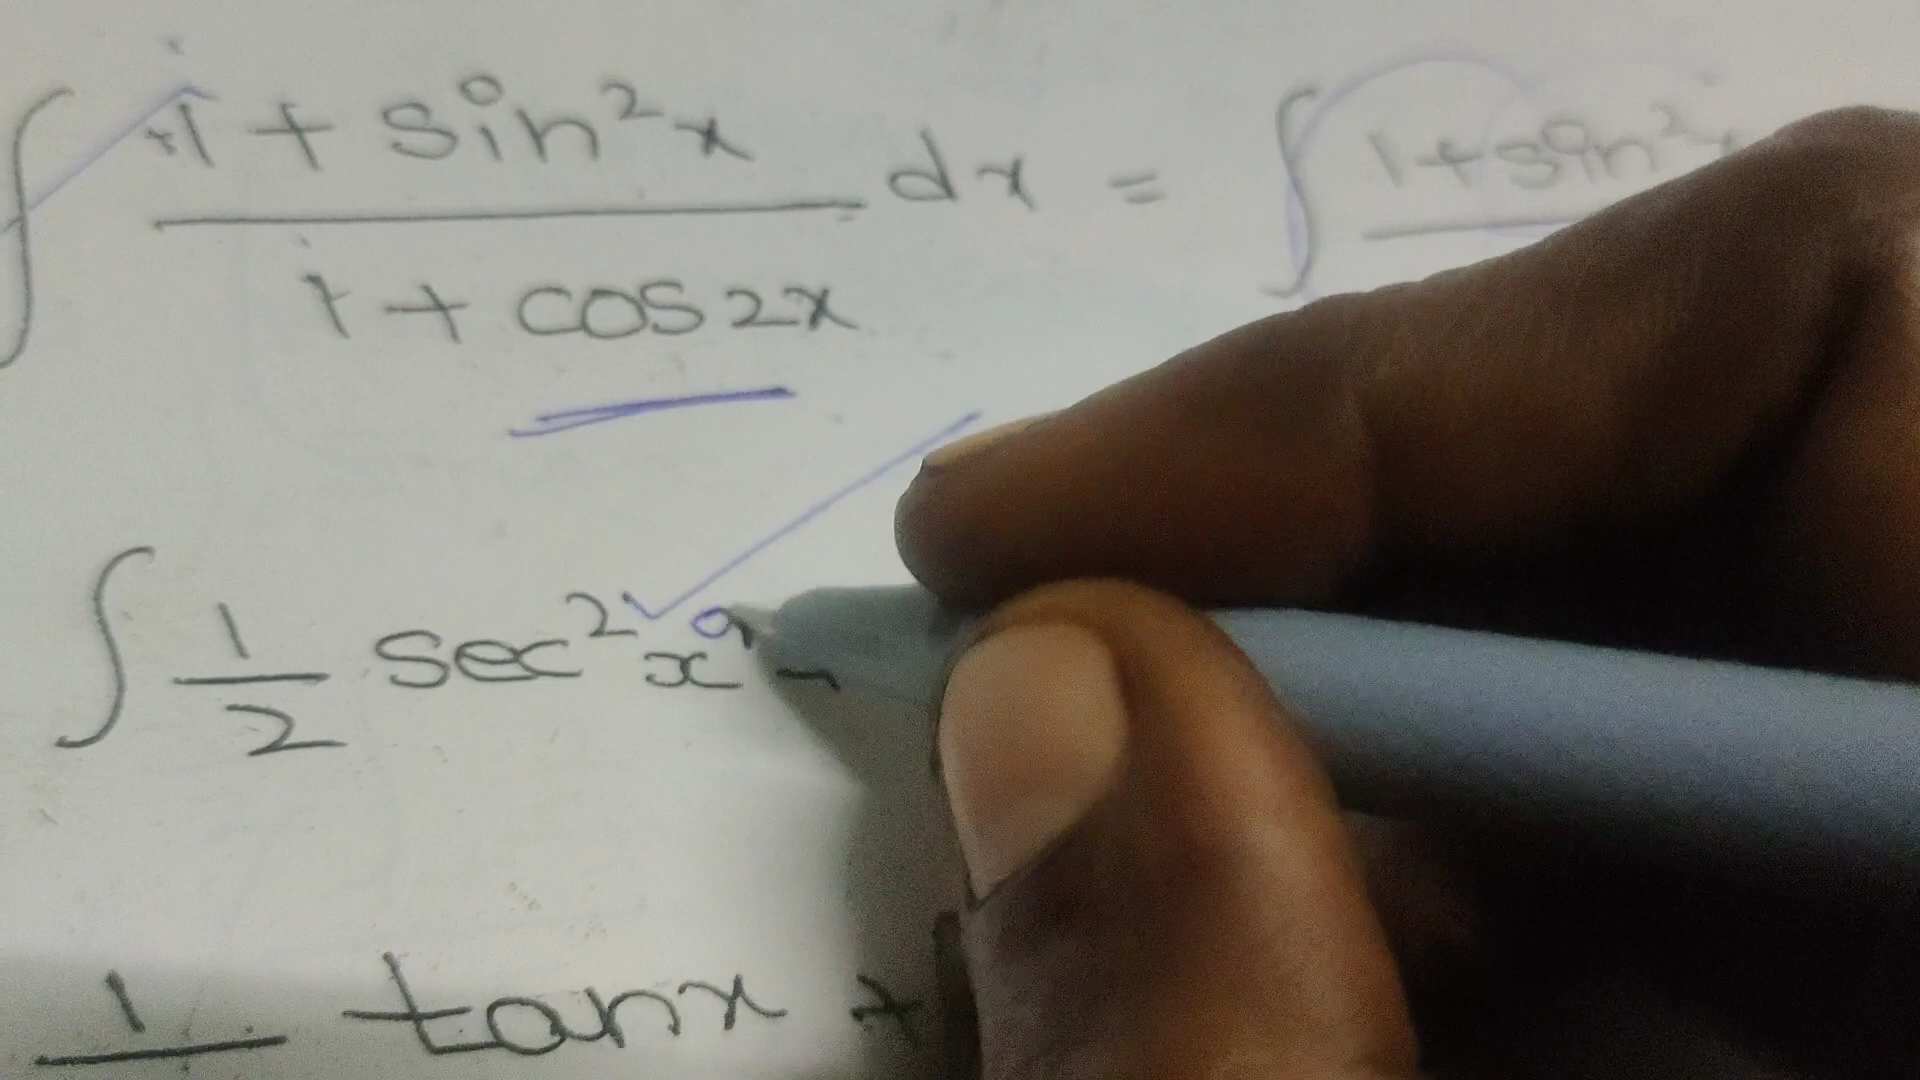 ∫ 1 + sin²x / 1 + cos2x dx = ∫ 1 + sin²
∫ 1/2 sec²x
1 tanx +